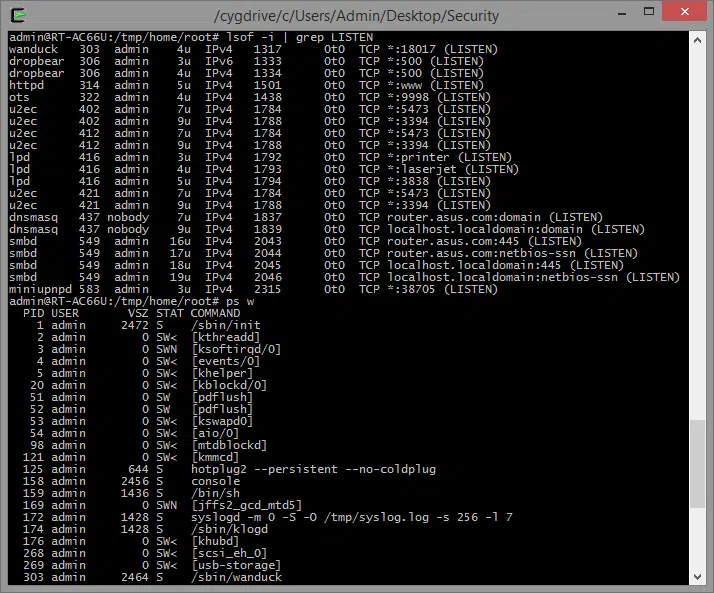 /cygdrive/c/Users/Admin/Desktop/Security
admin@RT-AC66U:/tmp/home/root# lsof -i | grep LISTEN
wanduck   303  admin    4u  IPv4   1317      0t0  TCP *:18017 (LISTEN)
dropbear  306  admin    3u  IPv6   1333      0t0  TCP *:500 (LISTEN)
dropbear  306  admin    4u  IPv4   1334      0t0  TCP *:500 (LISTEN)
httpd     314  admin    5u  IPv4   1501      0t0  TCP *:www (LISTEN)
ots       322  admin    4u  IPv4   1438      0t0  TCP *:9998 (LISTEN)
u2ec      402  admin    7u  IPv4   1784      0t0  TCP *:5473 (LISTEN)
u2ec      402  admin    9u  IPv4   1788      0t0  TCP *:3394 (LISTEN)
u2ec      412  admin    7u  IPv4   1784      0t0  TCP *:5473 (LISTEN)
u2ec      412  admin    9u  IPv4   1788      0t0  TCP *:3394 (LISTEN)
lpd       416  admin    3u  IPv4   1792      0t0  TCP *:printer (LISTEN)
lpd       416  admin    4u  IPv4   1793      0t0  TCP *:laserjet (LISTEN)
lpd       416  admin    5u  IPv4   1794      0t0  TCP *:3838 (LISTEN)
u2ec      421  admin    7u  IPv4   1784      0t0  TCP *:5473 (LISTEN)
u2ec      421  admin    9u  IPv4   1788      0t0  TCP *:3394 (LISTEN)
dnsmasq   437 nobody    7u  IPv4   1837      0t0  TCP router.asus.com:domain (LISTEN)
dnsmasq   437 nobody    9u  IPv4   1839      0t0  TCP localhost.localdomain:domain (LISTEN)
smbd      549  admin   16u  IPv4   2043      0t0  TCP router.asus.com:445 (LISTEN)
smbd      549  admin   17u  IPv4   2044      0t0  TCP router.asus.com:netbios-ssn (LISTEN)
smbd      549  admin   18u  IPv4   2045      0t0  TCP localhost.localdomain:445 (LISTEN)
smbd      549  admin   19u  IPv4   2046      0t0  TCP localhost.localdomain:netbios-ssn (LISTEN)
miniupnpd 583  admin    3u  IPv4   2315      0t0  TCP *:38705 (LISTEN)
admin@RT-AC66U:/tmp/home/root# ps w
  PID USER       VSZ STAT COMMAND
    1 admin     2472 S    /sbin/init
    2 admin        0 SW<  [kthreadd]
    3 admin        0 SWN  [ksoftirqd/0]
    4 admin        0 SW<  [events/0]
    5 admin        0 SW<  [khelper]
   20 admin        0 SW<  [kblockd/0]
   51 admin        0 SW   [pdflush]
   52 admin        0 SW   [pdflush]
   53 admin        0 SW<  [kswapd0]
   54 admin        0 SW<  [aio/0]
   98 admin        0 SW<  [mtdblockd]
  121 admin        0 SW<  [kmmcd]
  125 admin      644 S    hotplug2 --persistent --no-coldplug
  158 admin     2456 S    console
  159 admin     1436 S    /bin/sh
  169 admin        0 SWN  [jffs2_gcd_mtd5]
  172 admin     1428 S    syslogd -m 0 -S -O /tmp/syslog.log -s 256 -l 7
  174 admin     1428 S    /sbin/klogd
  176 admin        0 SW<  [khubd]
  268 admin        0 SW<  [scsi_eh_0]
  269 admin        0 SW<  [usb-storage]
  303 admin     2464 S    /sbin/wanduck